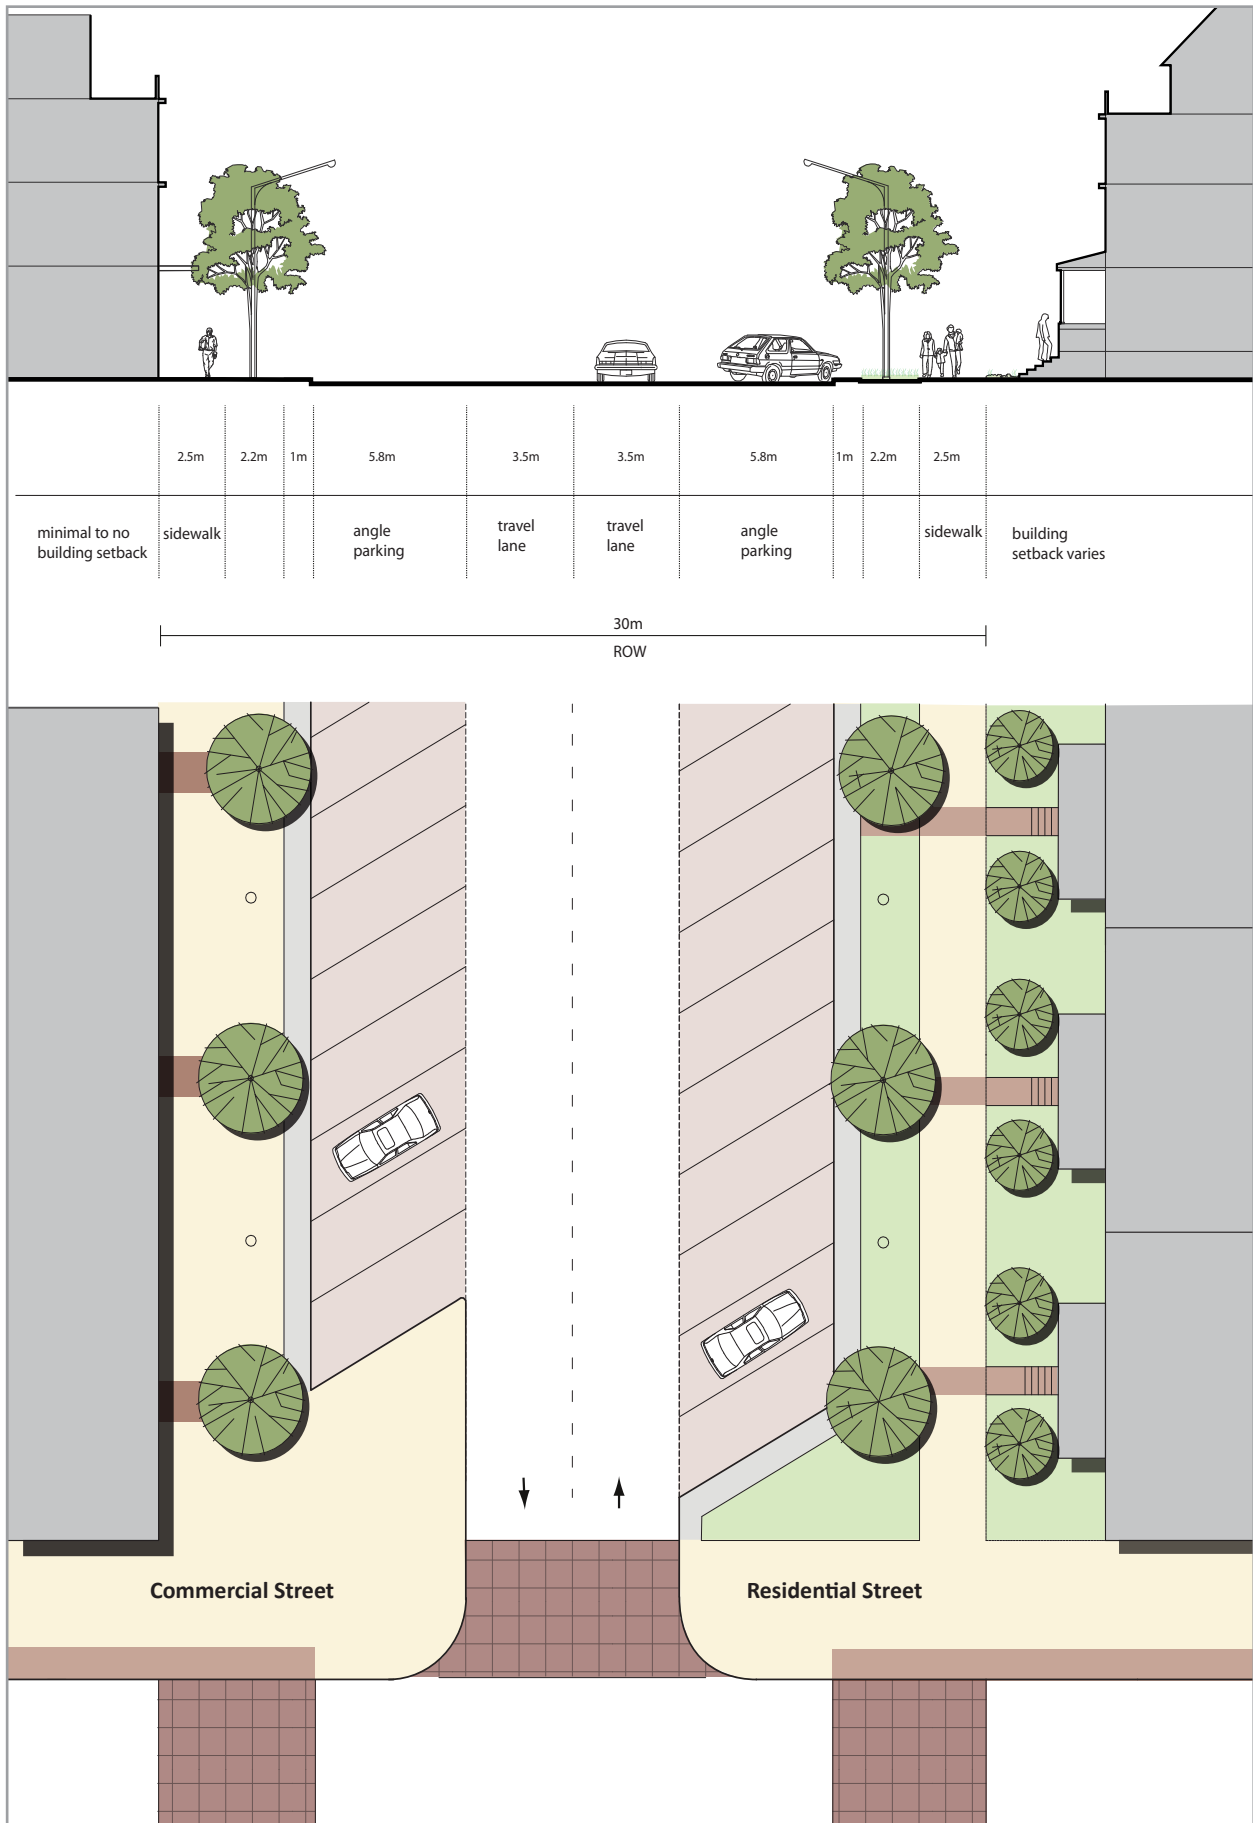 2.5m 2.2m 1m 5.8m 3.5m 3.5m 5.8m 1m 2.2m 2.5m
minimal to no
building setback
sidewalk
angle
parking
travel
lane
travel
lane
angle
parking
sidewalk
building
setback varies
30m
ROW
Commercial Street
Residential Street